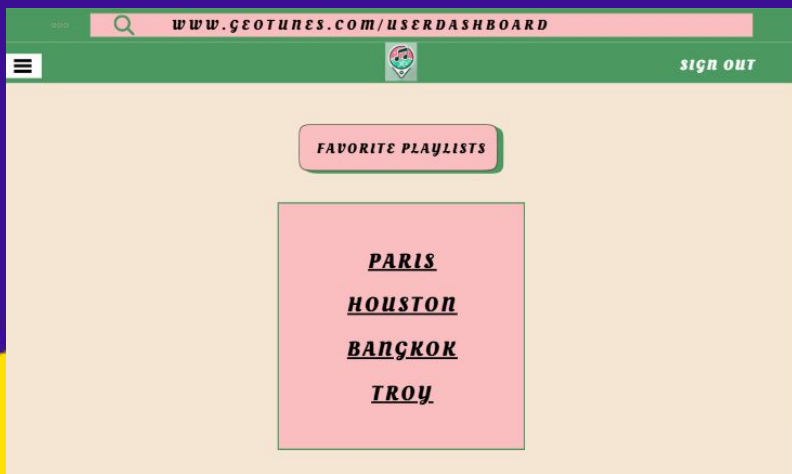 WWW.GEOTUNES.COM/USERDASHBOARD
SIGN OUT
FAVORITE PLAYLISTS
PARIS
HOUSTON
BANGKOK
TROY